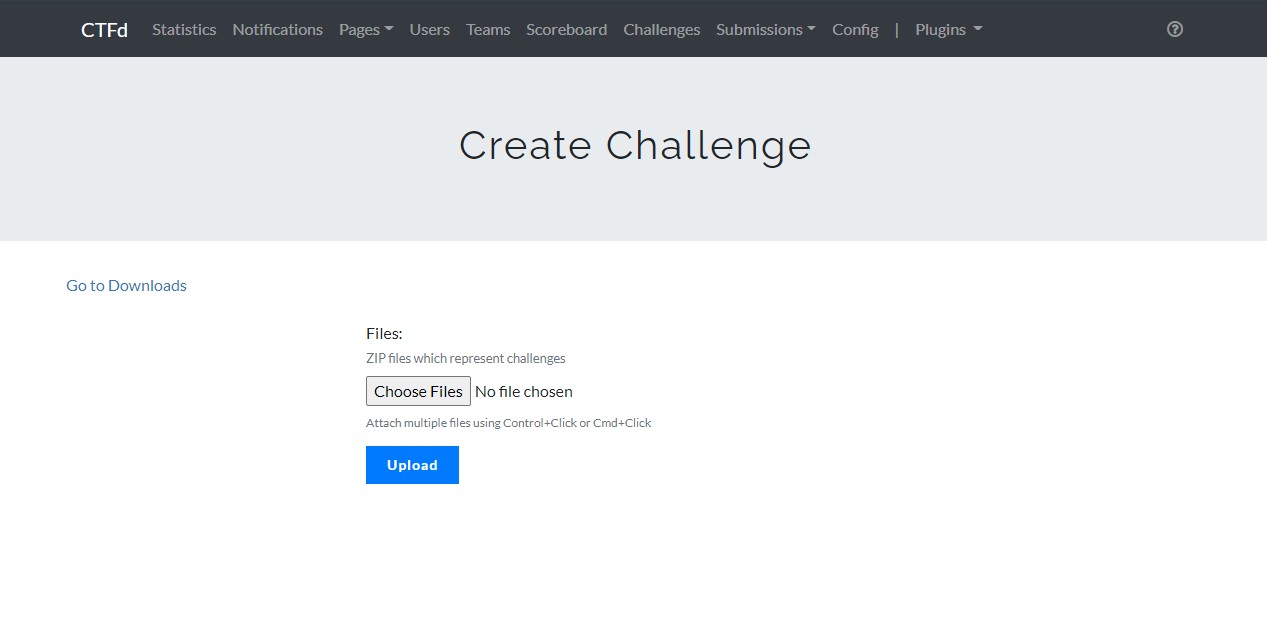 CTFd Statistics Notifications Pages Users Teams Scoreboard Challenges Submissions Config | Plugins
Create Challenge
Go to Downloads
Files:
ZIP files which represent challenges
Choose Files No file chosen
Attach multiple files using Control+Click or Cmd+Click
Upload